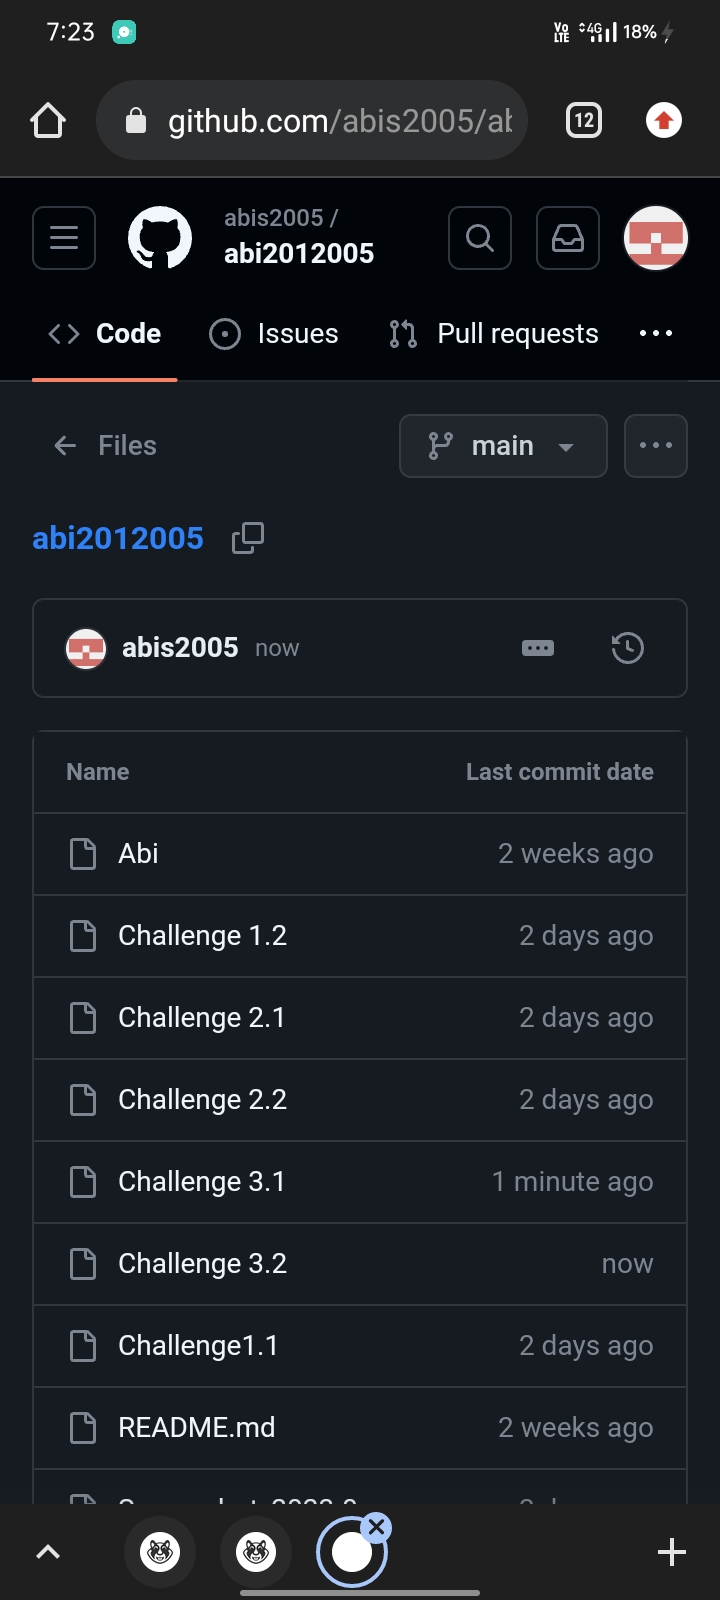 7:23
Vo LTE 4G 18%
github.com/abis2005/ab
12
abis2005 /
abi2012005
Code Issues Pull requests
Files main
abi2012005
abis2005 now
Name Last commit date
Abi 2 weeks ago
Challenge 1.2 2 days ago
Challenge 2.1 2 days ago
Challenge 2.2 2 days ago
Challenge 3.1 1 minute ago
Challenge 3.2 now
Challenge1.1 2 days ago
README.md 2 weeks ago